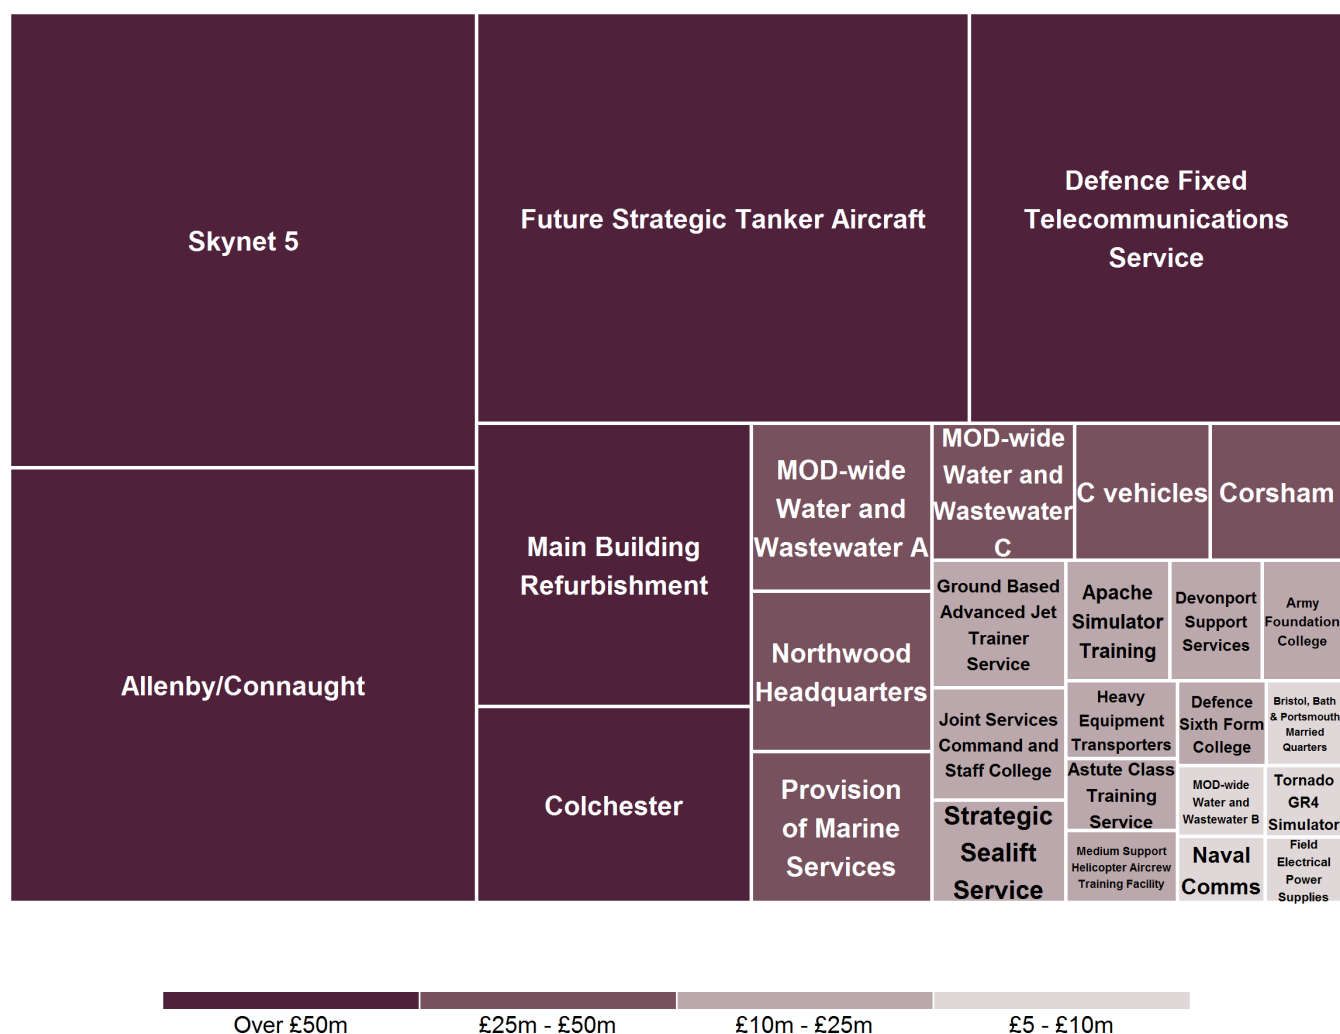 Skynet 5
Future Strategic Tanker Aircraft
Defence Fixed
Telecommunications
Service
Allenby/Connaught
Main Building
Refurbishment
Colchester
MOD-wide
Water and
Wastewater A
Northwood
Headquarters
Provision
of Marine
Services
MOD-wide
Water and
Wastewater
C
C vehicles
Corsham
Ground Based
Advanced Jet
Trainer
Service
Joint Services
Command and
Staff College
Strategic
Sealift
Service
Apache
Simulator
Training
Devonport
Support
Services
Army
Foundation
College
Heavy
Equipment
Transporters
Astute Class
Training
Service
Medium Support
Helicopter Aircrew
Training Facility
Defence
Sixth Form
College
Bristol, Bath
& Portsmouth
Married
Quarters
MOD-wide
Water and
Wastewater B
Tornado
GR4
Simulator
Naval
Comms
Field
Electrical
Power
Supplies
Over £50m
£25m - £50m
£10m - £25m
£5 - £10m